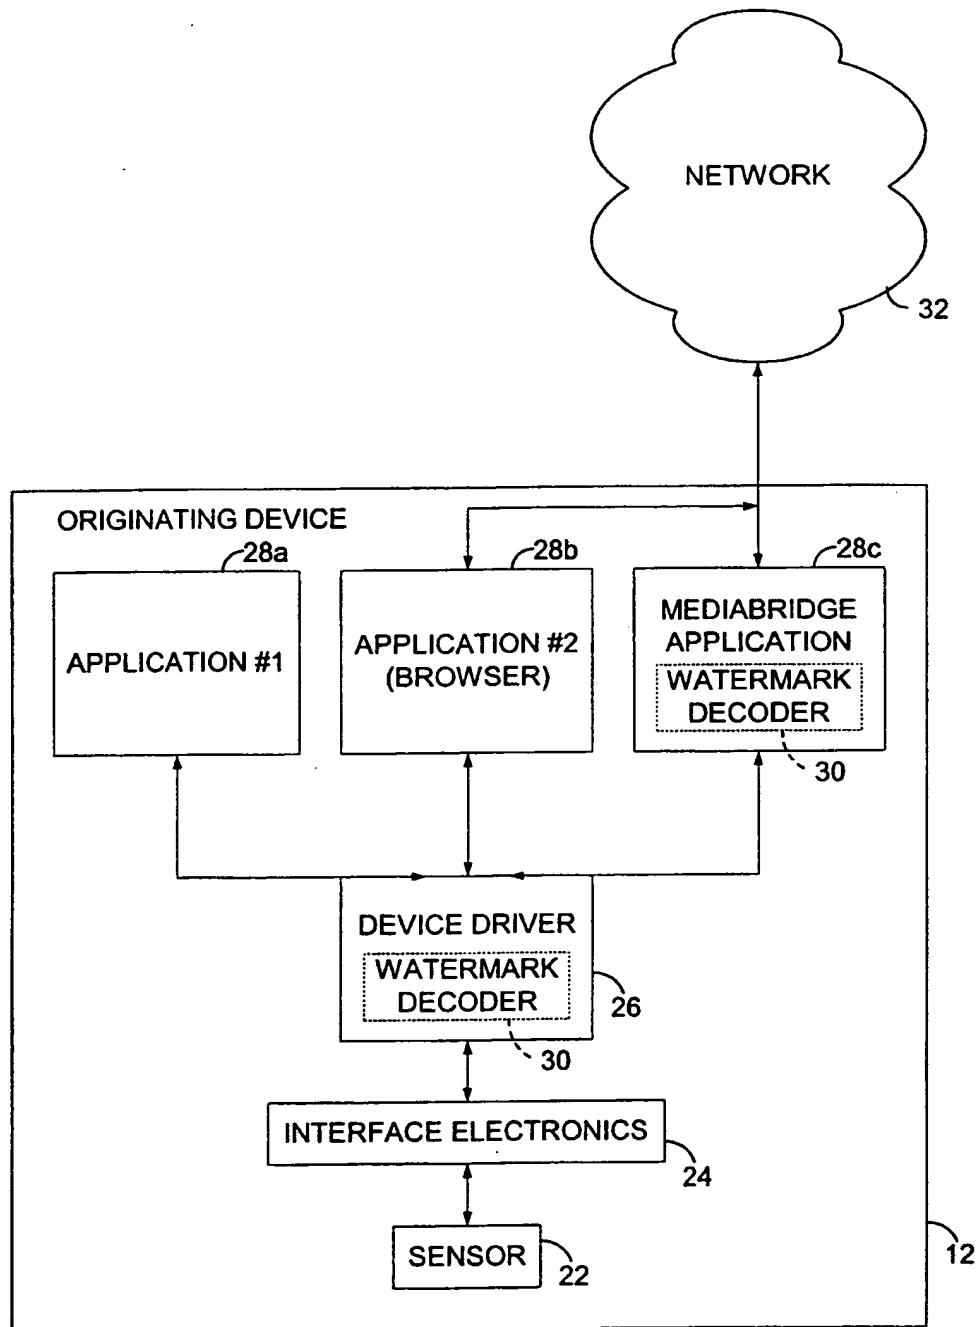 NETWORK
32
ORIGINATING DEVICE
28a
28b
28c
APPLICATION #1
APPLICATION #2
(BROWSER)
MEDIABRIDGE
APPLICATION
WATERMARK
DECODER
30
DEVICE DRIVER
WATERMARK
DECODER
26
30
INTERFACE ELECTRONICS
24
SENSOR
22
12